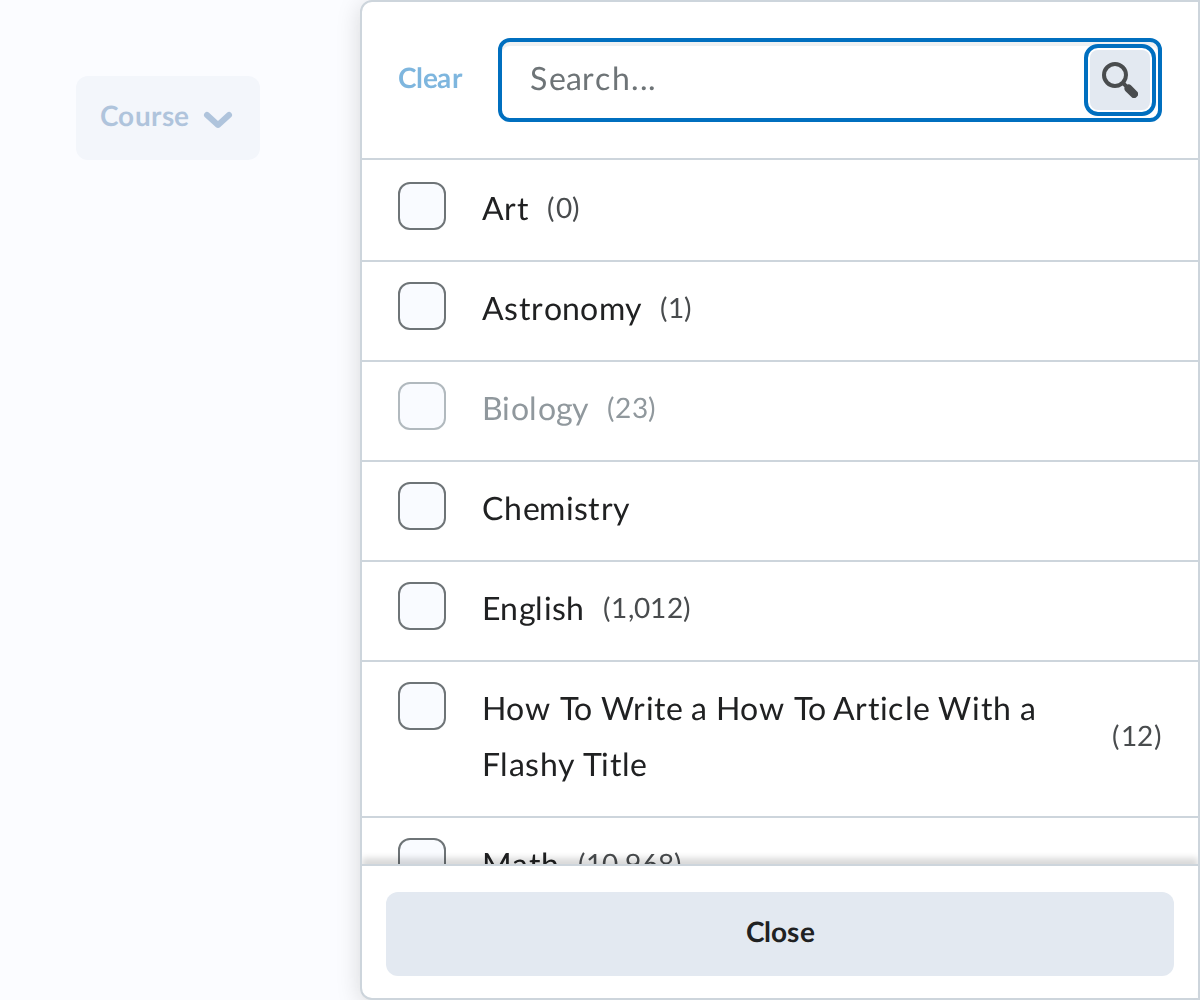 Course
Clear
Search...
Art (0)
Astronomy (1)
Biology (23)
Chemistry
English (1,012)
How To Write a How To Article With a
Flashy Title
(12)
Math (10,968)
Close